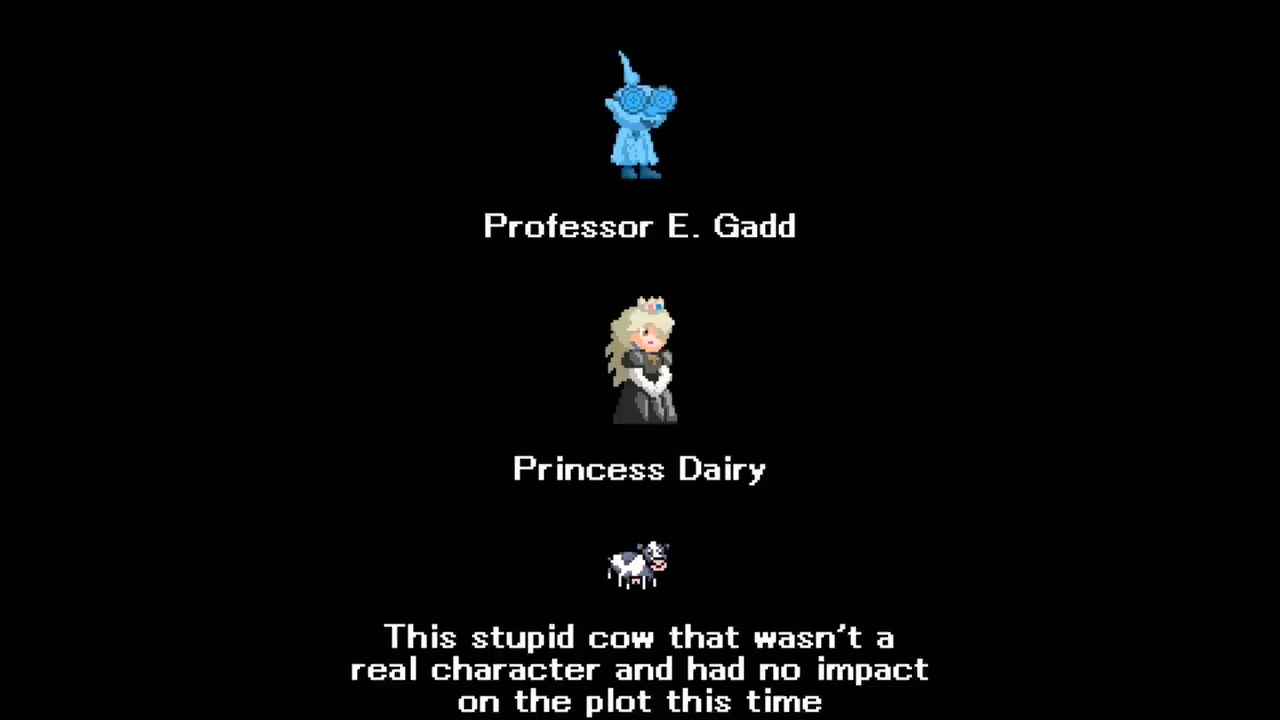 Professor E. Gadd
Princess Dairy
This stupid cow that wasn't a
real character and had no impact
on the plot this time